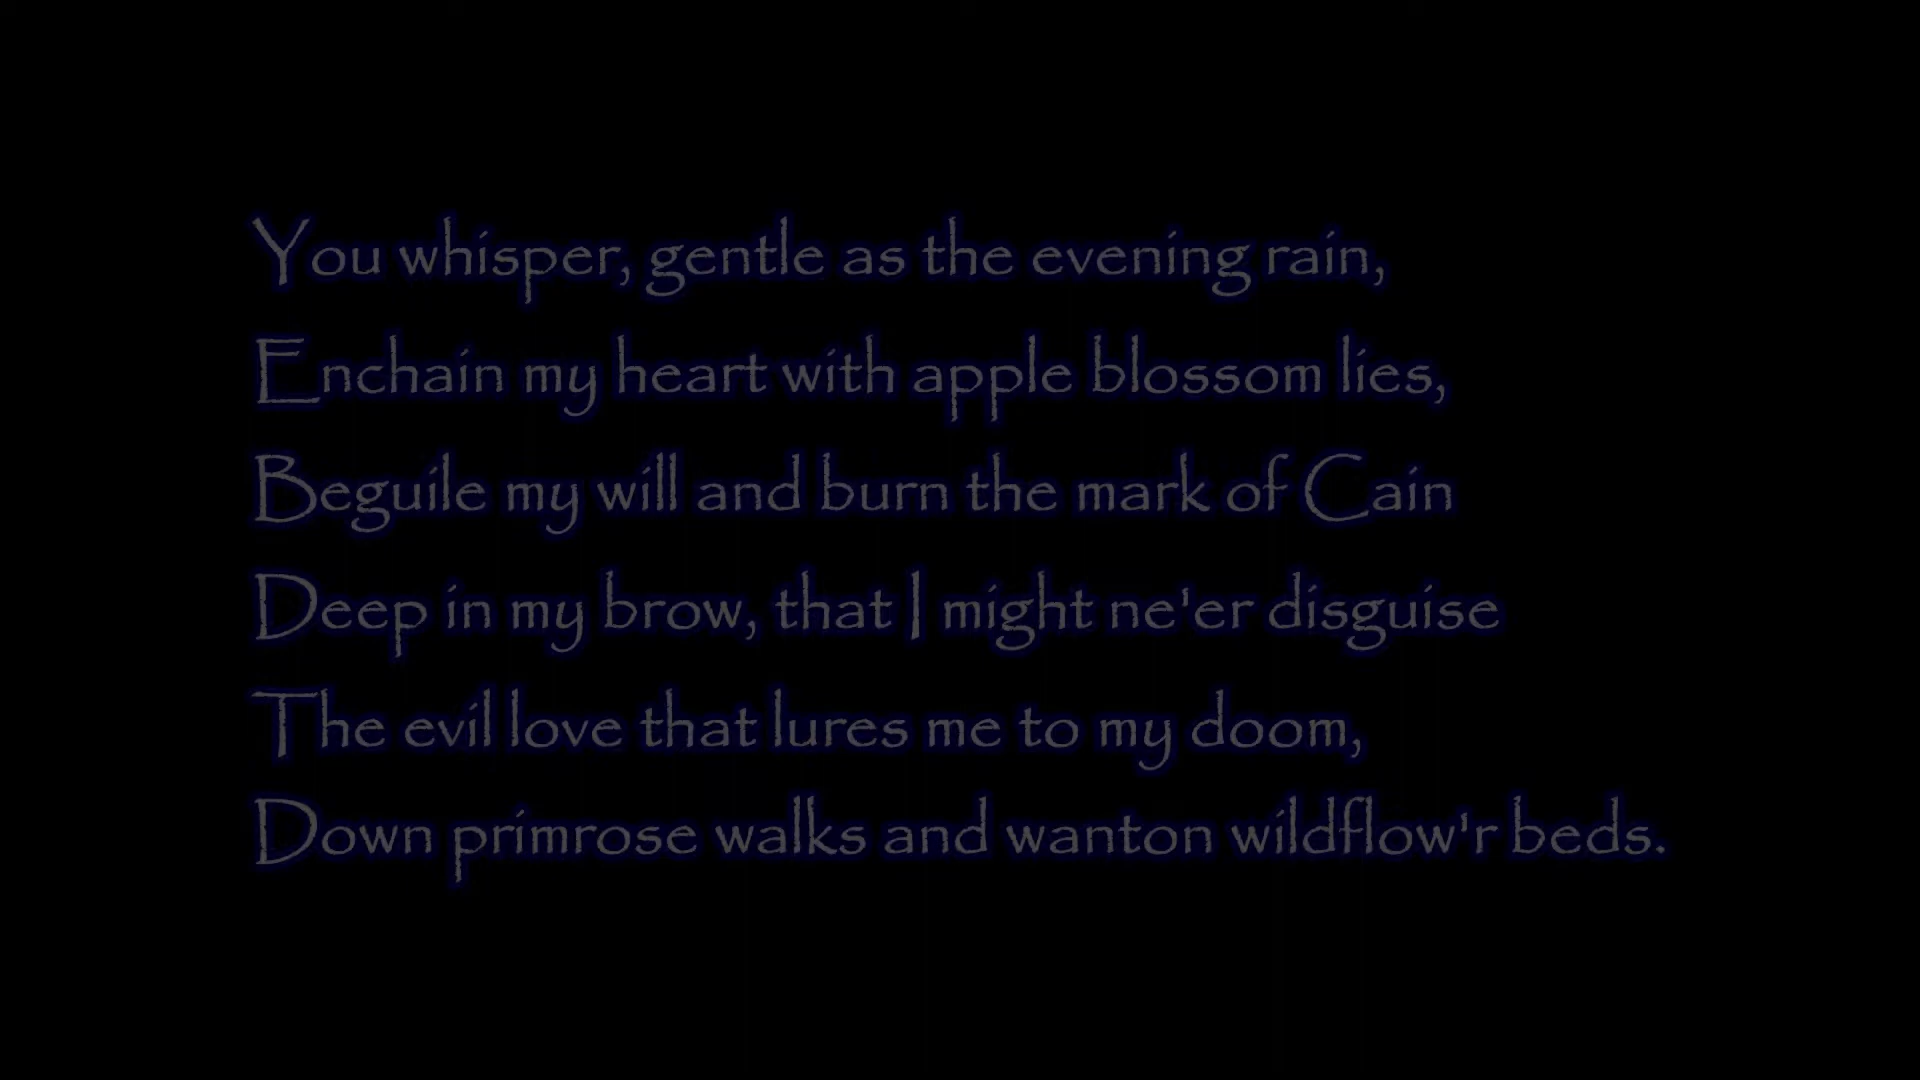 You whisper, gentle as the evening rain,
Enchain my heart with apple blossom lies,
Beguile my will and burn the mark of Cain
Deep in my brow, that I might ne'er disguise
The evil love that lures me to my doom,
Down primrose walks and wanton wildflow'r beds.